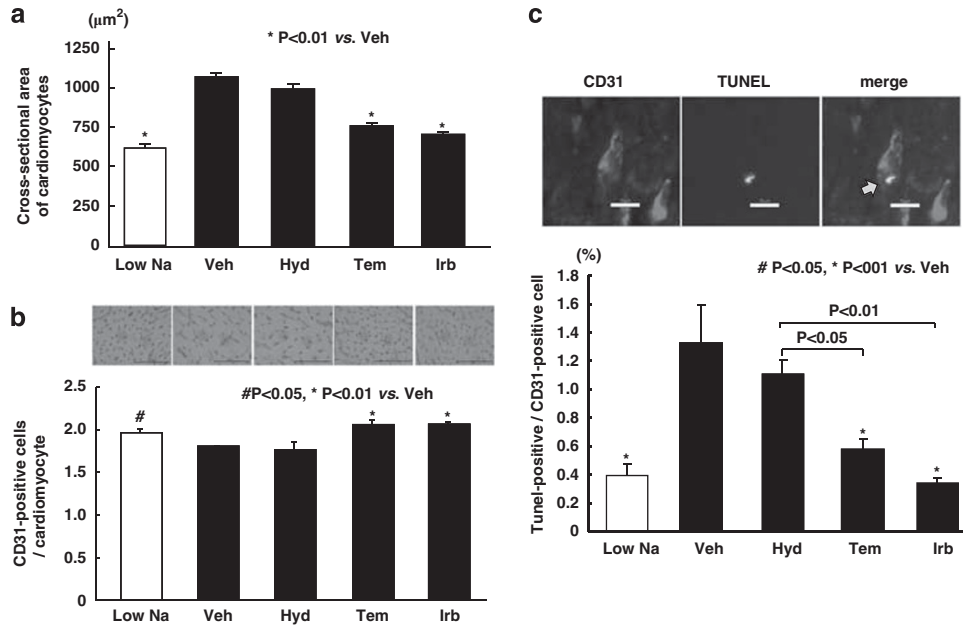 a
(μm²)
* P<0.01 vs. Veh
Cross-sectional area
of cardiomyocytes
1250
1000
750
500
250
0
*
*
*
Low Na Veh Hyd Tem Irb
b
#P<0.05, * P<0.01 vs. Veh
CD31-positive cells
/ cardiomyocyte
2.5
2.0
1.5
1.0
0.5
0
#
*
*
Low Na Veh Hyd Tem Irb
c
CD31 TUNEL merge
(%)
# P<0.05, * P<001 vs. Veh
P<0.01
P<0.05
Tunel-positive / CD31-positive cell
1.8
1.6
1.4
1.2
1.0
0.8
0.6
0.4
0.2
0
*
*
*
Low Na Veh Hyd Tem Irb